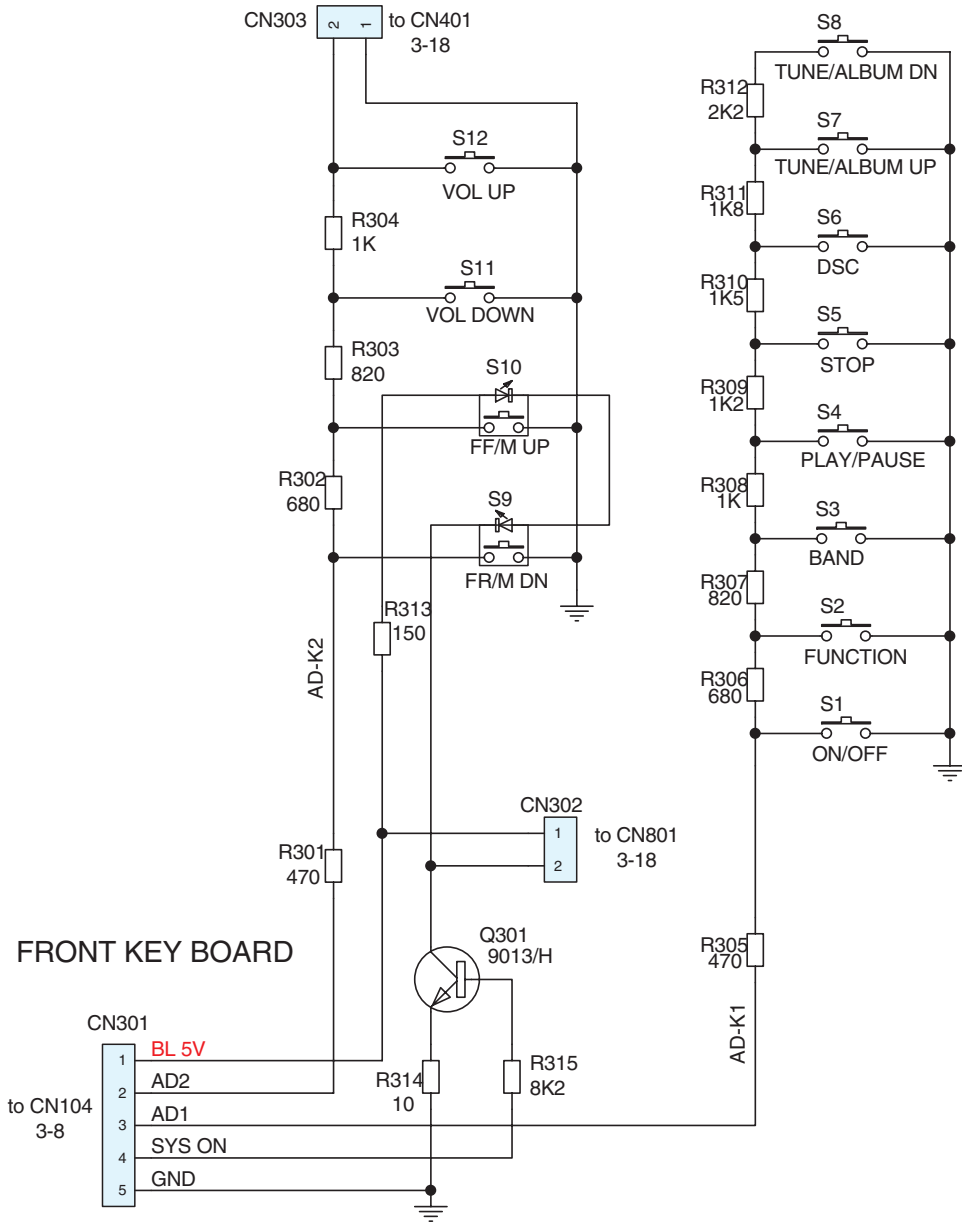 CN303
2
1
to CN401
3-18
S12
VOL UP
R304
1K
S11
VOL DOWN
R303
820
S10
FF/M UP
R302
680
S9
FR/M DN
R313
150
AD-K2
CN302
1
2
to CN801
3-18
R301
470
FRONT KEY BOARD
Q301
9013/H
CN301
to CN104
3-8
1
BL 5V
2
AD2
3
AD1
4
SYS ON
5
GND
R314
10
R315
8K2
S8
TUNE/ALBUM DN
R312
2K2
S7
TUNE/ALBUM UP
R311
1K8
S6
DSC
R310
1K5
S5
STOP
R309
1K2
S4
PLAY/PAUSE
R308
1K
S3
BAND
R307
820
S2
FUNCTION
R306
680
S1
ON/OFF
R305
470
AD-K1